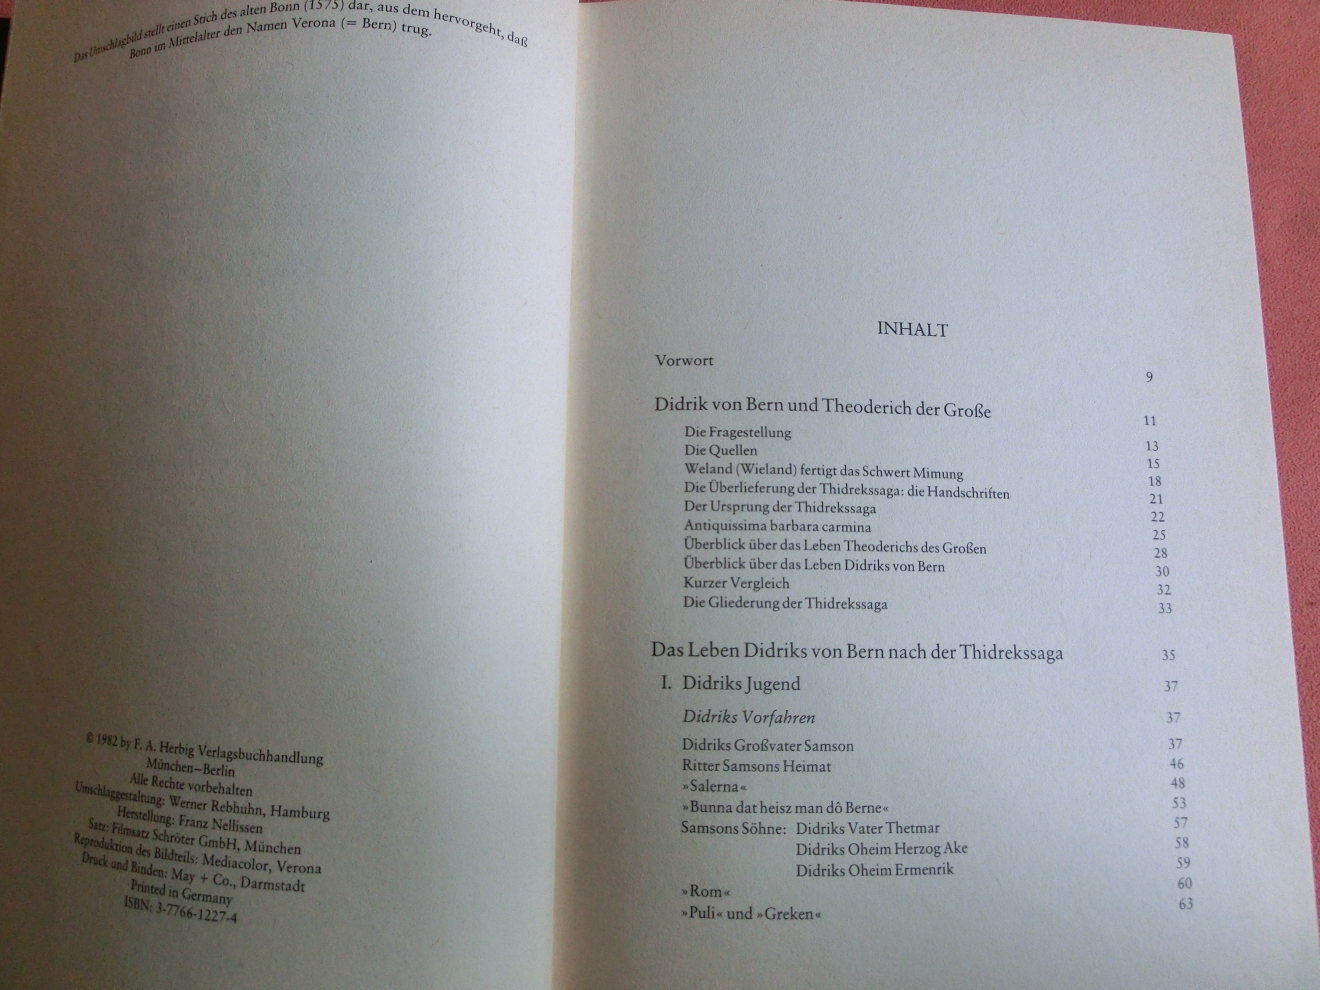 Das Umschlagbild stellt einen Stich des alten Bonn (1575) dar, aus dem hervorgeht, daß
Bonn im Mittelalter den Namen Verona (= Bern) trug.
© 1982 by F. A. Herbig Verlagsbuchhandlung
München–Berlin
Alle Rechte vorbehalten
Umschlaggestaltung: Werner Rebhuhn, Hamburg
Herstellung: Franz Nellissen
Satz: Filmsatz Schröter GmbH, München
Reproduktion des Bildteils: Mediacolor, Verona
Druck und Binden: May + Co., Darmstadt
Printed in Germany
ISBN: 3-7766-1227-4
INHALT
Vorwort 9
Didrik von Bern und Theoderich der Große 11
Die Fragestellung 13
Die Quellen 15
Weland (Wieland) fertigt das Schwert Mimung 18
Die Überlieferung der Thidrekssaga: die Handschriften 21
Der Ursprung der Thidrekssaga 22
Antiquissima barbara carmina 25
Überblick über das Leben Theoderichs des Großen 28
Überblick über das Leben Didriks von Bern 30
Kurzer Vergleich 32
Die Gliederung der Thidrekssaga 33
Das Leben Didriks von Bern nach der Thidrekssaga 35
I. Didriks Jugend 37
Didriks Vorfahren 37
Didriks Großvater Samson 37
Ritter Samsons Heimat 46
»Salerna« 48
»Bunna dat heisz man dô Berne« 53
Samsons Söhne: Didriks Vater Thetmar 57
Didriks Oheim Herzog Ake 58
Didriks Oheim Ermenrik 59
»Rom« 60
»Puli« und »Greken« 63